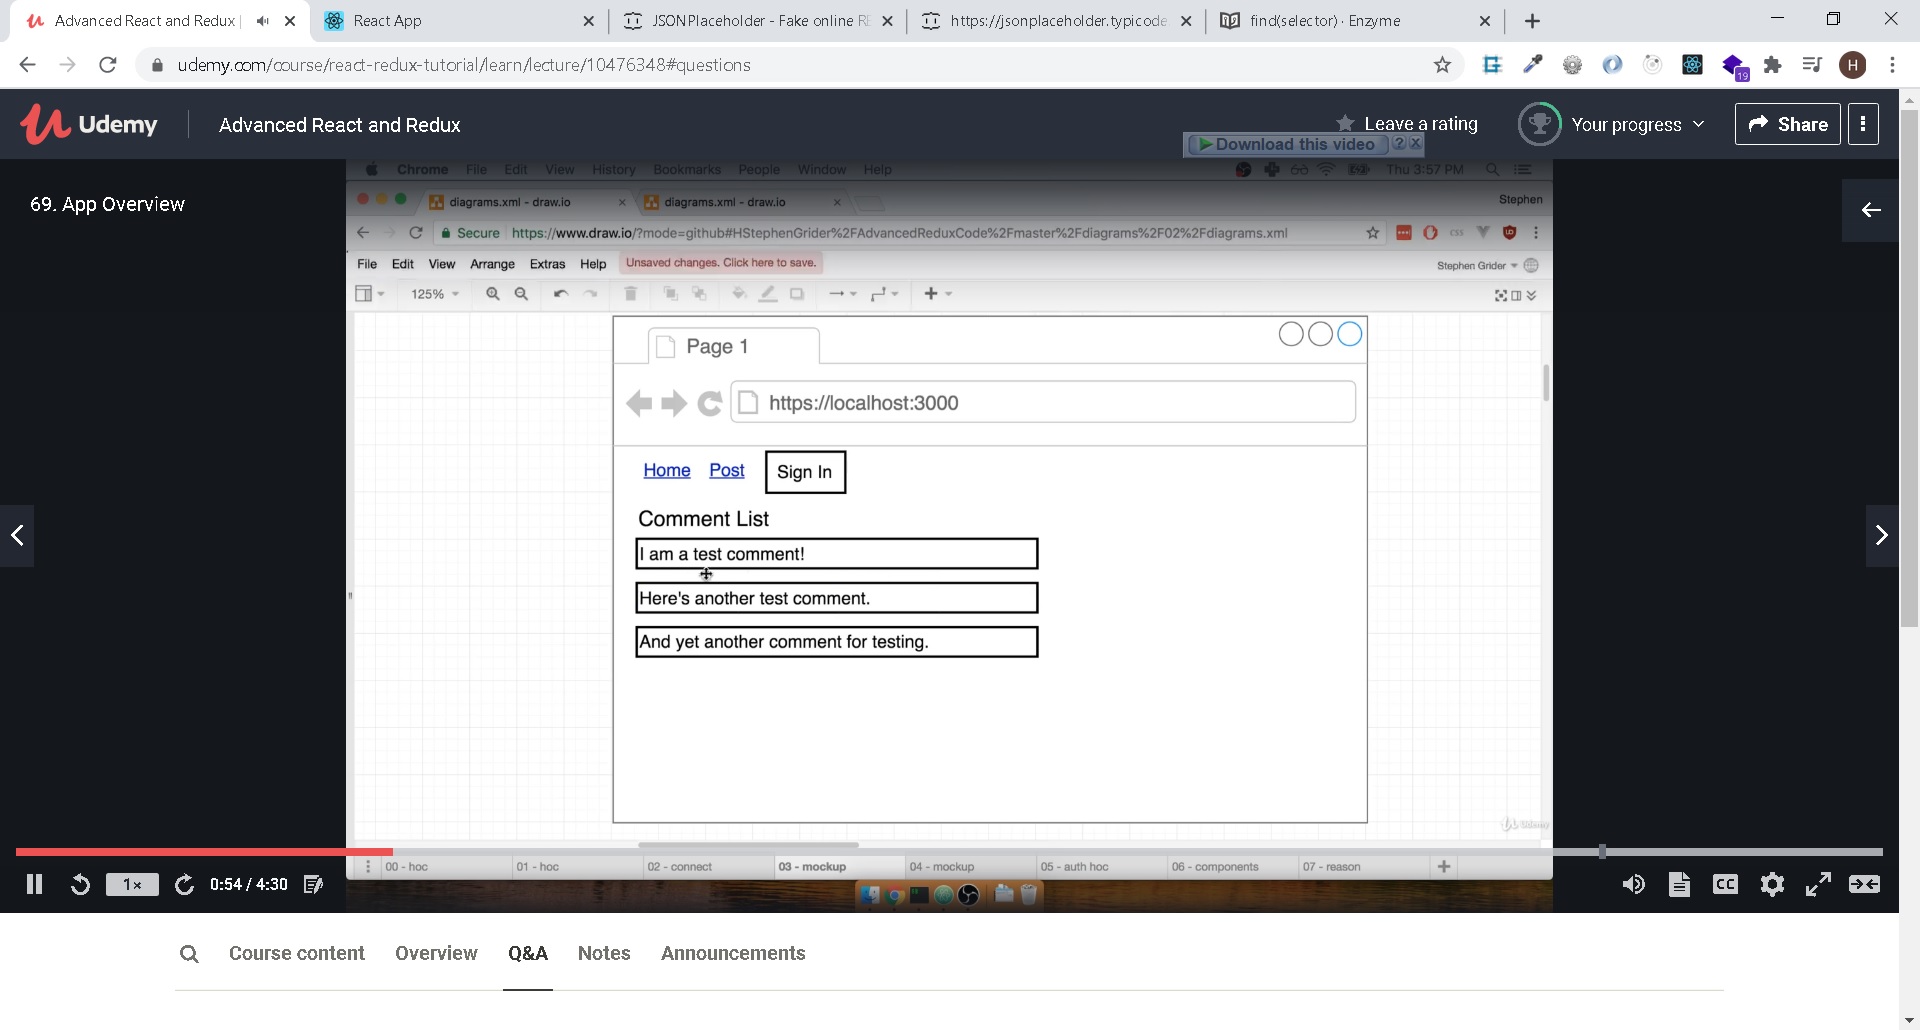 Advanced React and Redux
React App
JSONPlaceholder - Fake online RE
https://jsonplaceholder.typicode
find(selector) · Enzyme
udemy.com/course/react-redux-tutorial/learn/lecture/10476348#questions
19
H
Udemy
Advanced React and Redux
Leave a rating
Your progress
Share
Download this video
?
69. App Overview
Chrome File Edit View History Bookmarks People Window Help
Thu 3:57 PM
diagrams.xml - draw.io
diagrams.xml - draw.io
Stephen
Secure
https://www.draw.io/?mode=github#HStephenGrider%2FAdvancedReduxCode%2Fmaster%2Fdiagrams%2F02%2Fdiagrams.xml
CSS
File Edit View Arrange Extras Help
Unsaved changes. Click here to save.
Stephen Grider
125%
Page 1
https://localhost:3000
Home Post Sign In
Comment List
I am a test comment!
Here's another test comment.
And yet another comment for testing.
Udemy
00 - hoc
01 - hoc
02 - connect
03 - mockup
04 - mockup
05 - auth hoc
06 - components
07 - reason
1×
0:54 / 4:30
CC
Course content
Overview
Q&A
Notes
Announcements